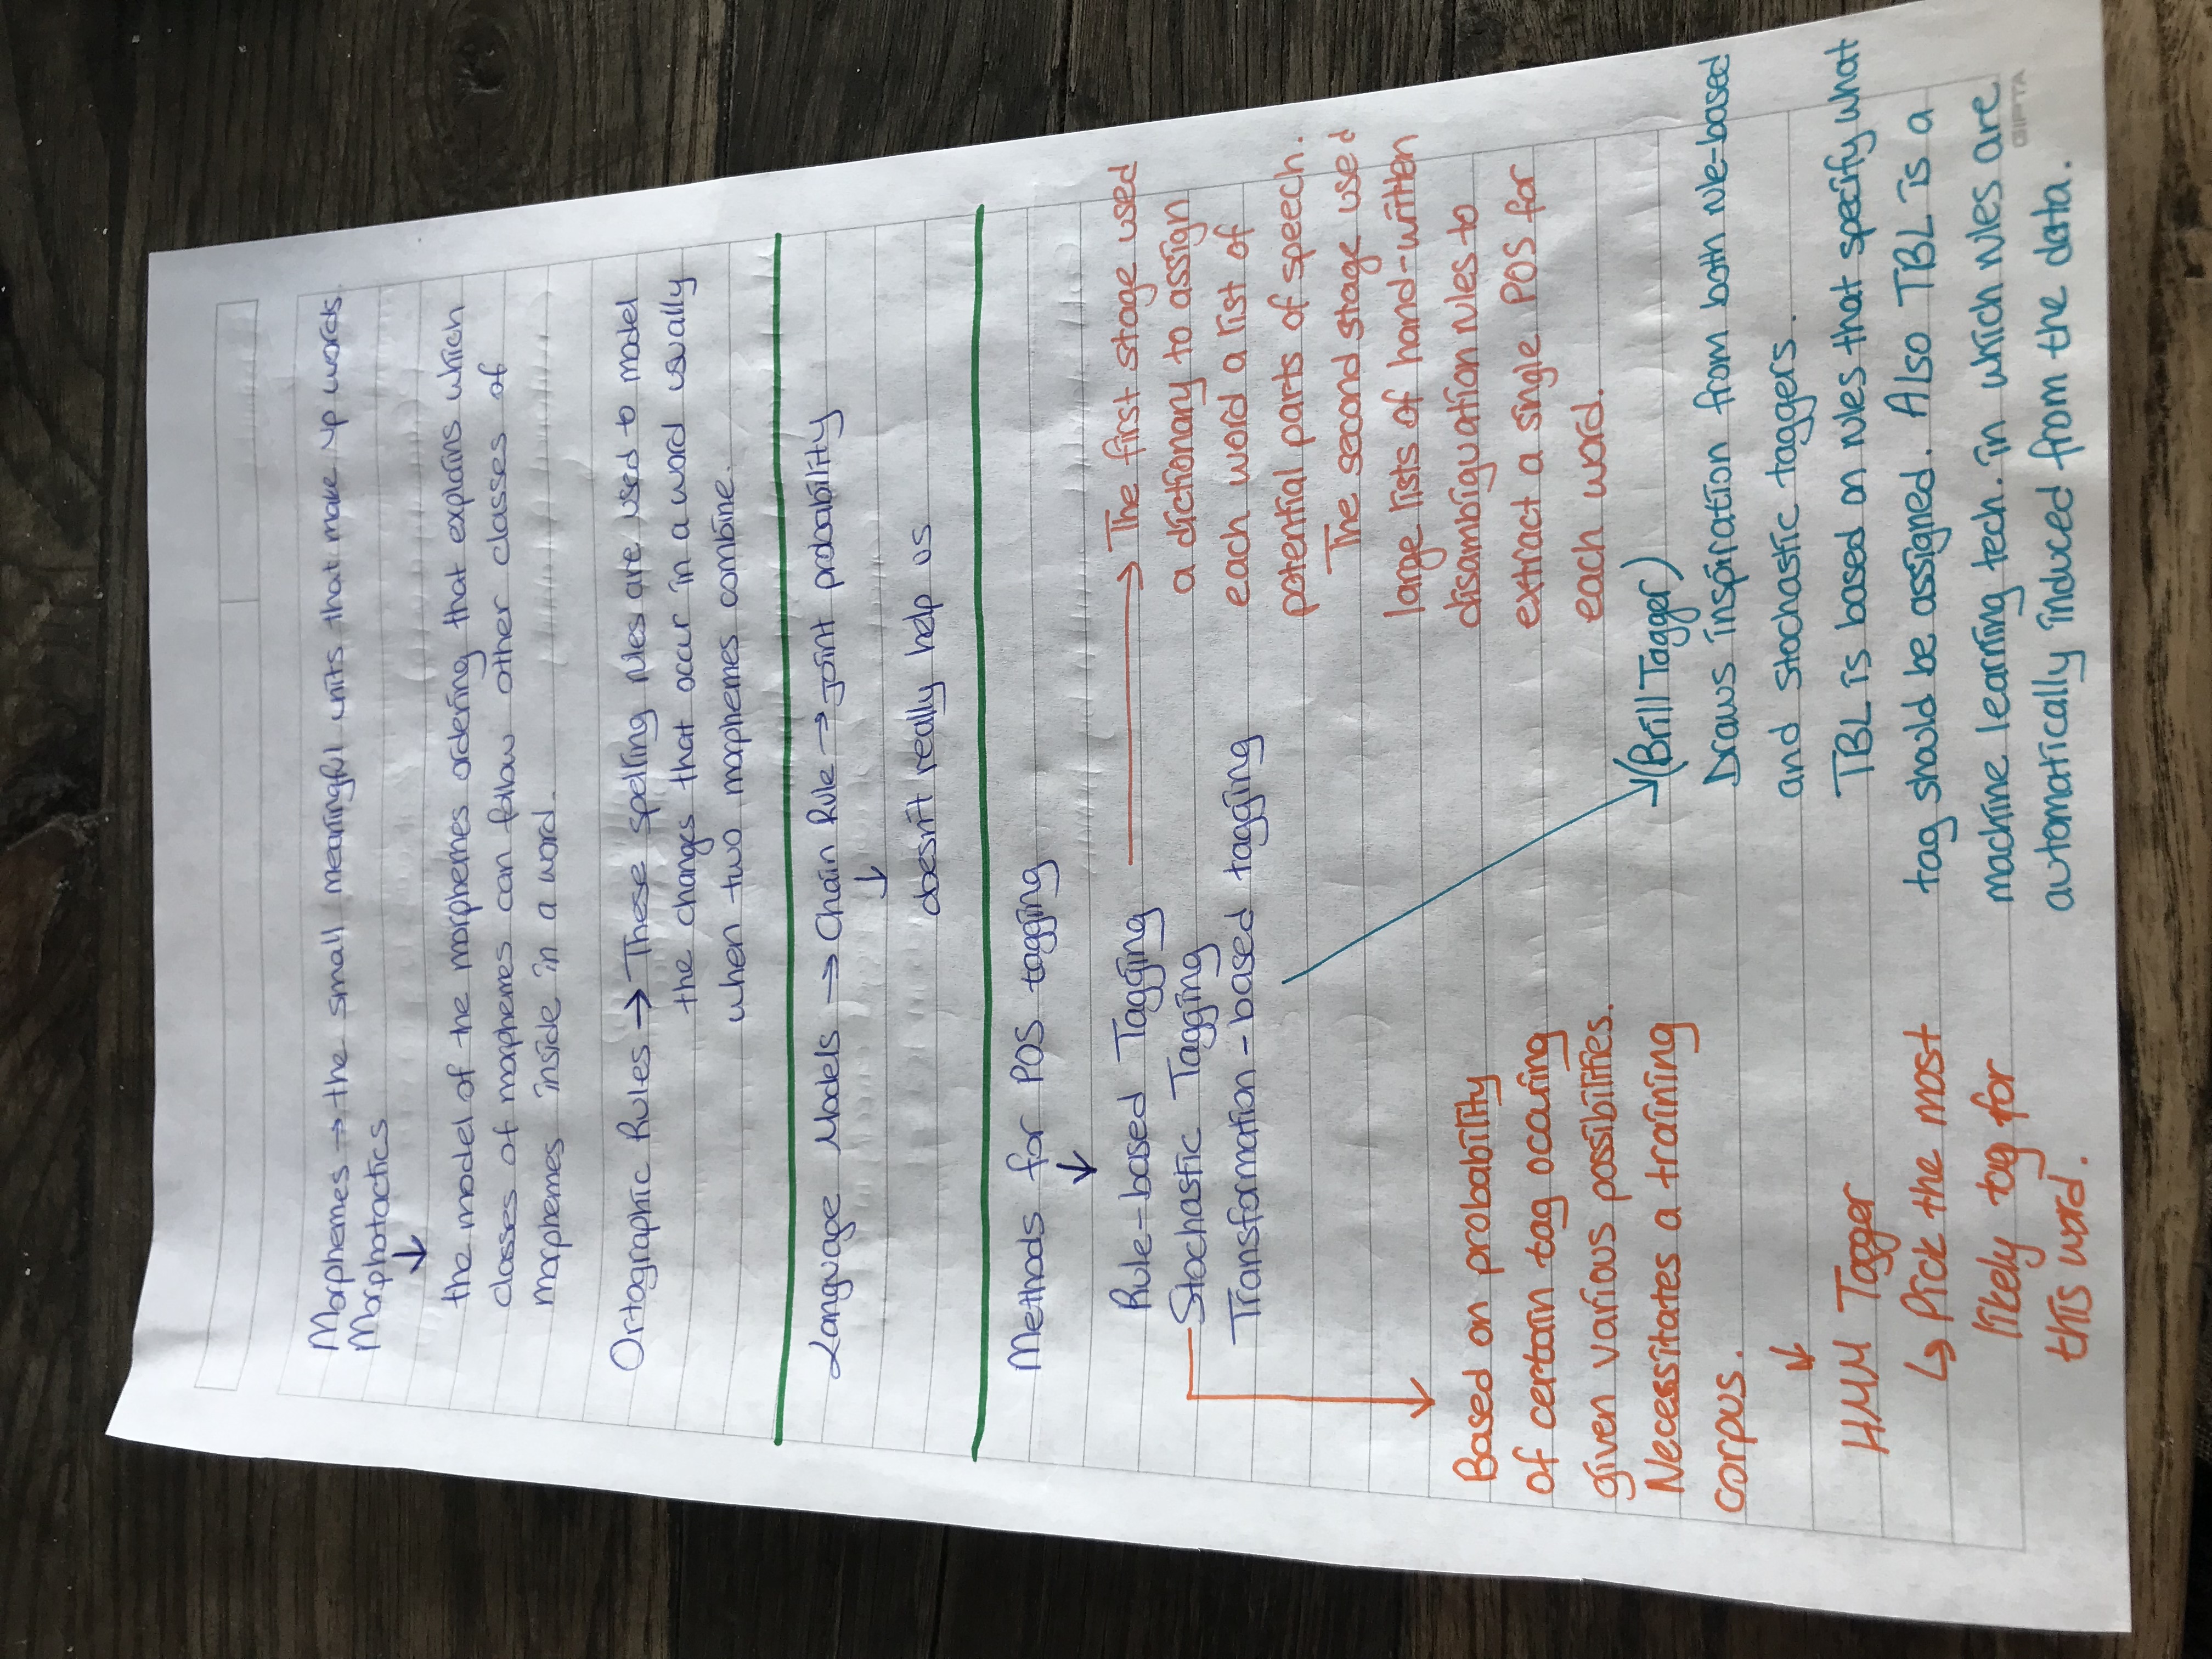 Morphemes → the small meaningful units that make up words.
Morphotactics
↓
the model of the morphemes ordering that explains which
classes of morphemes can follow other classes of
morphemes inside in a word.
Ortographic Rules → These spelling rules are used to model
the changes that occur in a word usually
when two morphemes combine.
Language Models → Chain Rule → joint probability
↓
doesn't really help us
Methods for POS tagging
↓
Rule-based Tagging
Stochastic Tagging
Transformation-based tagging
→ The first stage used
a dictionary to assign
each word a list of
potential parts of speech.
The second stage used
large lists of hand-written
disambiguation rules to
extract a single POS for
each word.
Based on probability
of certain tag occuring
given various possibilities.
Necessitates a training
corpus.
↓
HMM Tagger
↳ Pick the most
likely tag for
this word.
(Brill Tagger)
Draws inspiration from both rule-based
and stochastic taggers.
TBL is based on rules that specify what
tag should be assigned. Also TBL is a
machine learning tech. in which rules are
automatically induced from the data.
GIPTA